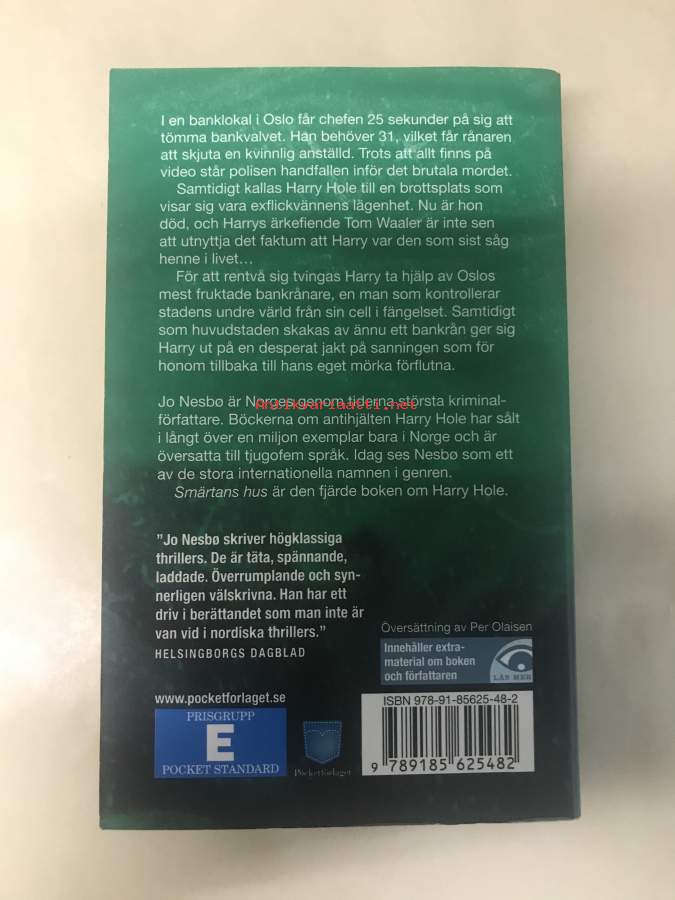 I en banklokal i Oslo får chefen 25 sekunder på sig att
tömma bankvalvet. Han behöver 31, vilket får rånaren
att skjuta en kvinnlig anställd. Trots att allt finns på
video står polisen handfallen inför det brutala mordet.
Samtidigt kallas Harry Hole till en brottsplats som
visar sig vara exflickvännens lägenhet. Nu är hon
död, och Harrys ärkefiende Tom Waaler är inte sen
att utnyttja det faktum att Harry var den som sist såg
henne i livet…
För att rentvå sig tvingas Harry ta hjälp av Oslos
mest fruktade bankrånare, en man som kontrollerar
stadens undre värld från sin cell i fängelset. Samtidigt
som huvudstaden skakas av ännu ett bankrån ger sig
Harry ut på en desperat jakt på sanningen som för
honom tillbaka till hans eget mörka förflutna.
Jo Nesbø är Norges genom tiderna största kriminal-
författare. Böckerna om antihjälten Harry Hole har sålt
i långt över en miljon exemplar bara i Norge och är
översatta till tjugofem språk. Idag ses Nesbø som ett
av de stora internationella namnen i genren.
Smärtans hus är den fjärde boken om Harry Hole.
Antikvariaatti.net
”Jo Nesbø skriver högklassiga
thrillers. De är täta, spännande,
laddade. Överrumplande och syn-
nerligen välskrivna. Han har ett
driv i berättandet som man inte är
van vid i nordiska thrillers.”
HELSINGBORGS DAGBLAD
Översättning av Per Olaisen
Innehåller extra-
material om boken
och författaren
LÄS MER
www.pocketforlaget.se
PRISGRUPP
E
POCKET STANDARD
Pocketförlaget
ISBN 978-91-85625-48-2
9 789185 625482